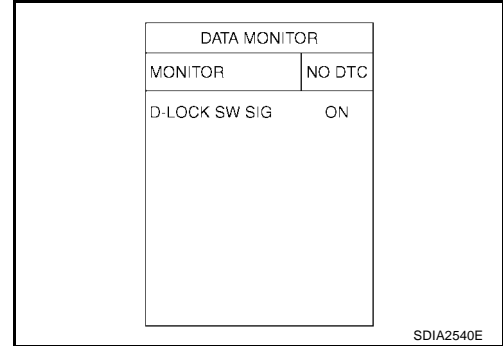 DATA MONITOR
MONITOR NO DTC
D-LOCK SW SIG ON
SDIA2540E